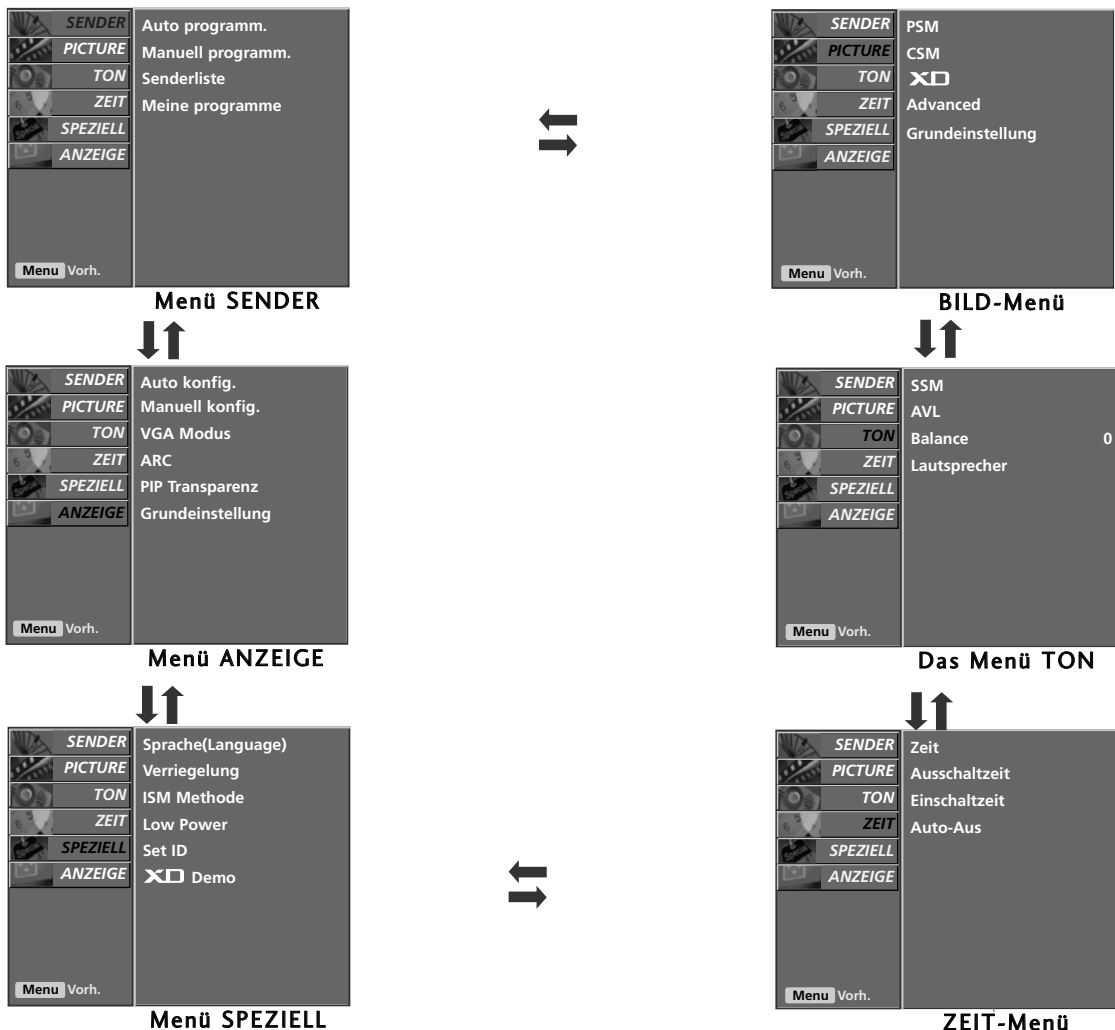 SENDER
PICTURE
TON
ZEIT
SPEZIELL
ANZEIGE
Auto programm.
Manuell programm.
Senderliste
Meine programme
Menu Vorh.
Menü SENDER
SENDER
PICTURE
TON
ZEIT
SPEZIELL
ANZEIGE
PSM
CSM
XD
Advanced
Grundeinstellung
Menu Vorh.
BILD-Menü
SENDER
PICTURE
TON
ZEIT
SPEZIELL
ANZEIGE
Auto konfig.
Manuell konfig.
VGA Modus
ARC
PIP Transparenz
Grundeinstellung
Menu Vorh.
Menü ANZEIGE
SENDER
PICTURE
TON
ZEIT
SPEZIELL
ANZEIGE
SSM
AVL
Balance 0
Lautsprecher
Menu Vorh.
Das Menü TON
SENDER
PICTURE
TON
ZEIT
SPEZIELL
ANZEIGE
Sprache(Language)
Verriegelung
ISM Methode
Low Power
Set ID
XD Demo
Menu Vorh.
Menü SPEZIELL
SENDER
PICTURE
TON
ZEIT
SPEZIELL
ANZEIGE
Zeit
Ausschaltzeit
Einschaltzeit
Auto-Aus
Menu Vorh.
ZEIT-Menü